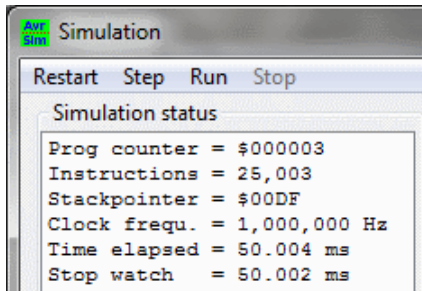 Avr
Sim
Simulation
Restart Step Run Stop
Simulation status
Prog counter = $000003
Instructions = 25,003
Stackpointer = $00DF
Clock frequ. = 1,000,000 Hz
Time elapsed = 50.004 ms
Stop watch = 50.002 ms